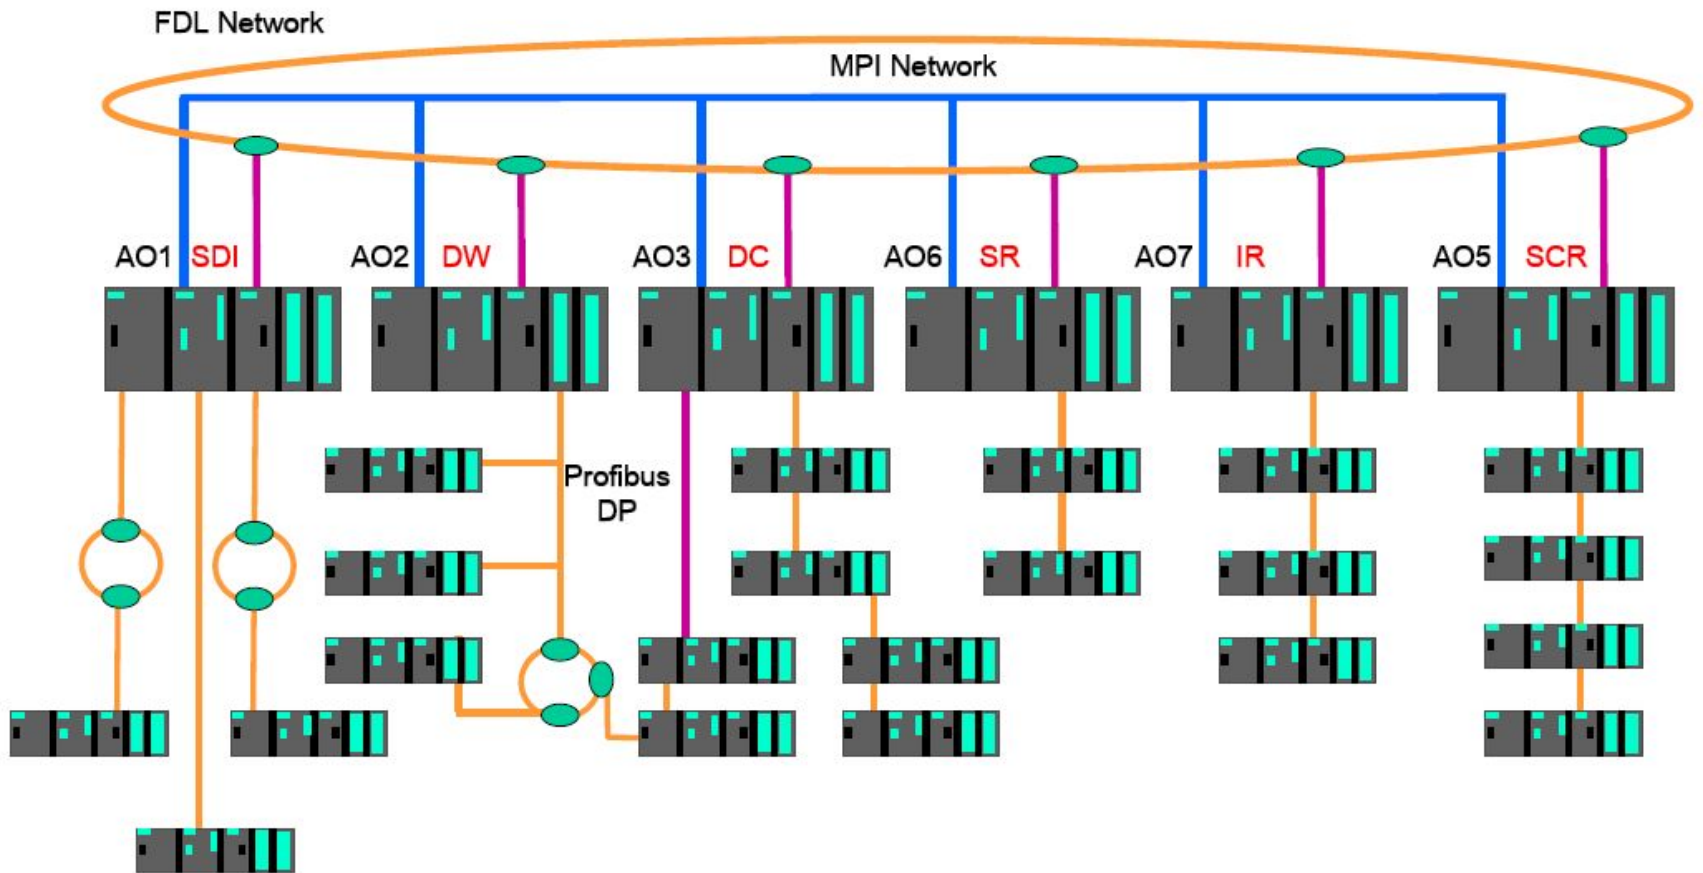 FDL Network
MPI Network
AO1 SDI
AO2 DW
AO3 DC
AO6 SR
AO7 IR
AO5 SCR
Profibus
DP